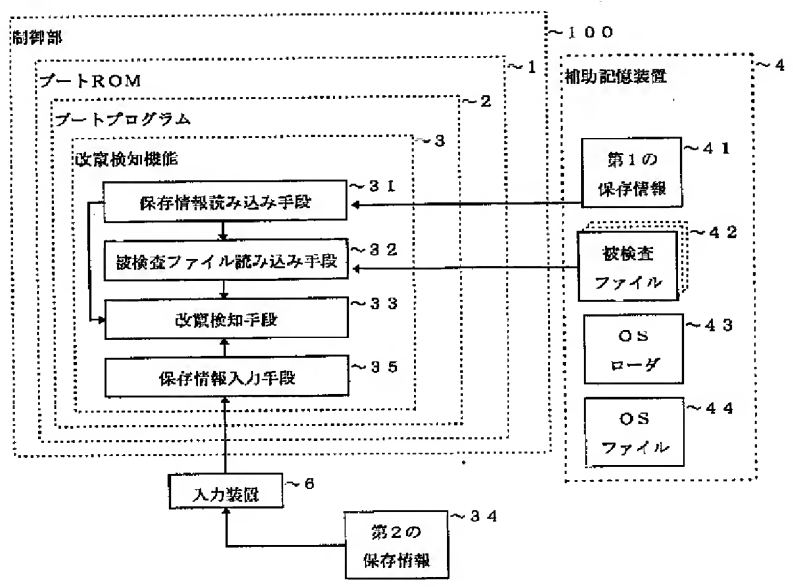 制御部
~100
ブートROM
~1
ブートプログラム
~2
改竄検知機能
~3
保存情報読み込み手段
~31
被検査ファイル読み込み手段
~32
改竄検知手段
~33
保存情報入力手段
~35
入力装置
~6
第2の
保存情報
~34
補助記憶装置
~4
第1の
保存情報
~41
被検査
ファイル
~42
OS
ローダ
~43
OS
ファイル
~44